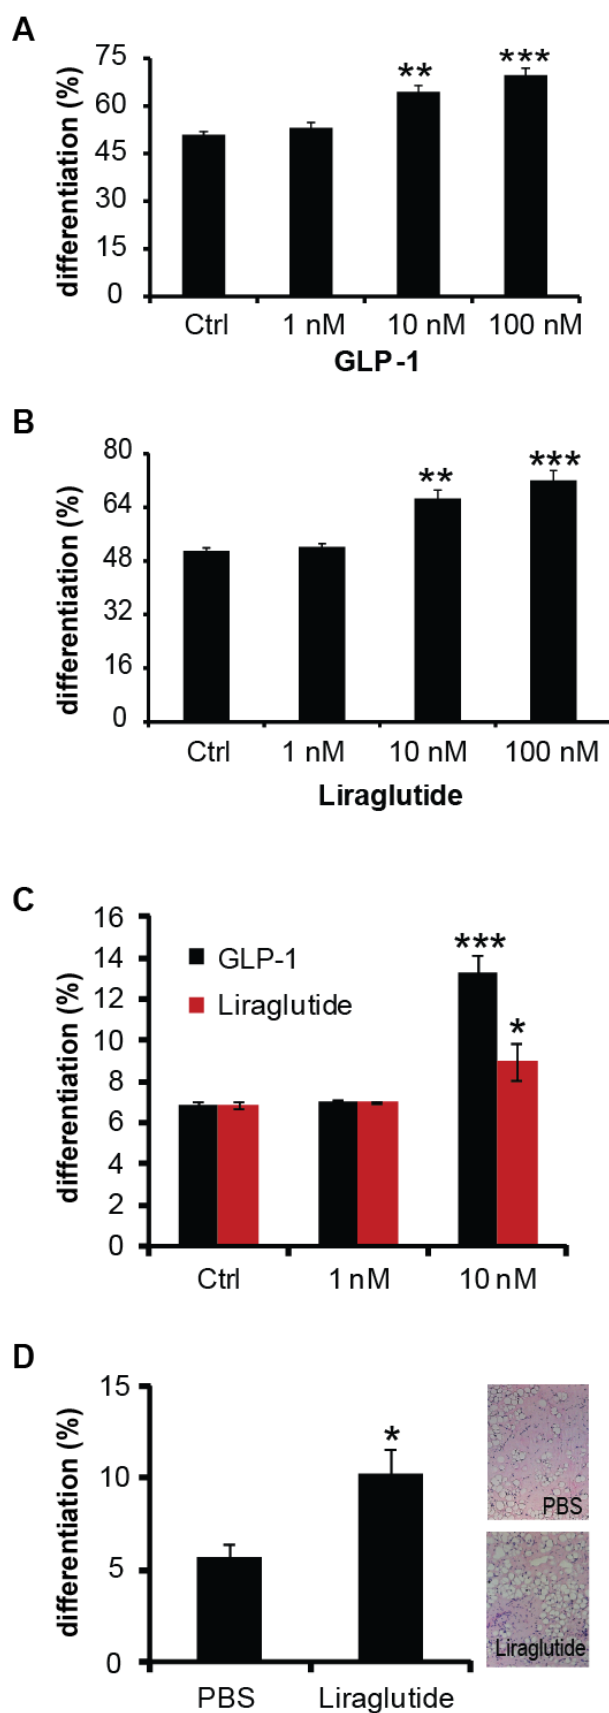 A
differentiation (%)
75
60
45
30
15
0
** ***
Ctrl 1 nM 10 nM 100 nM
GLP-1
B
differentiation (%)
80
64
48
32
16
0
** ***
Ctrl 1 nM 10 nM 100 nM
Liraglutide
C
differentiation (%)
16
14
12
10
8
6
4
2
0
GLP-1
Liraglutide
*** *
Ctrl 1 nM 10 nM
D
differentiation (%)
15
10
5
0
*
PBS Liraglutide
PBS
Liraglutide